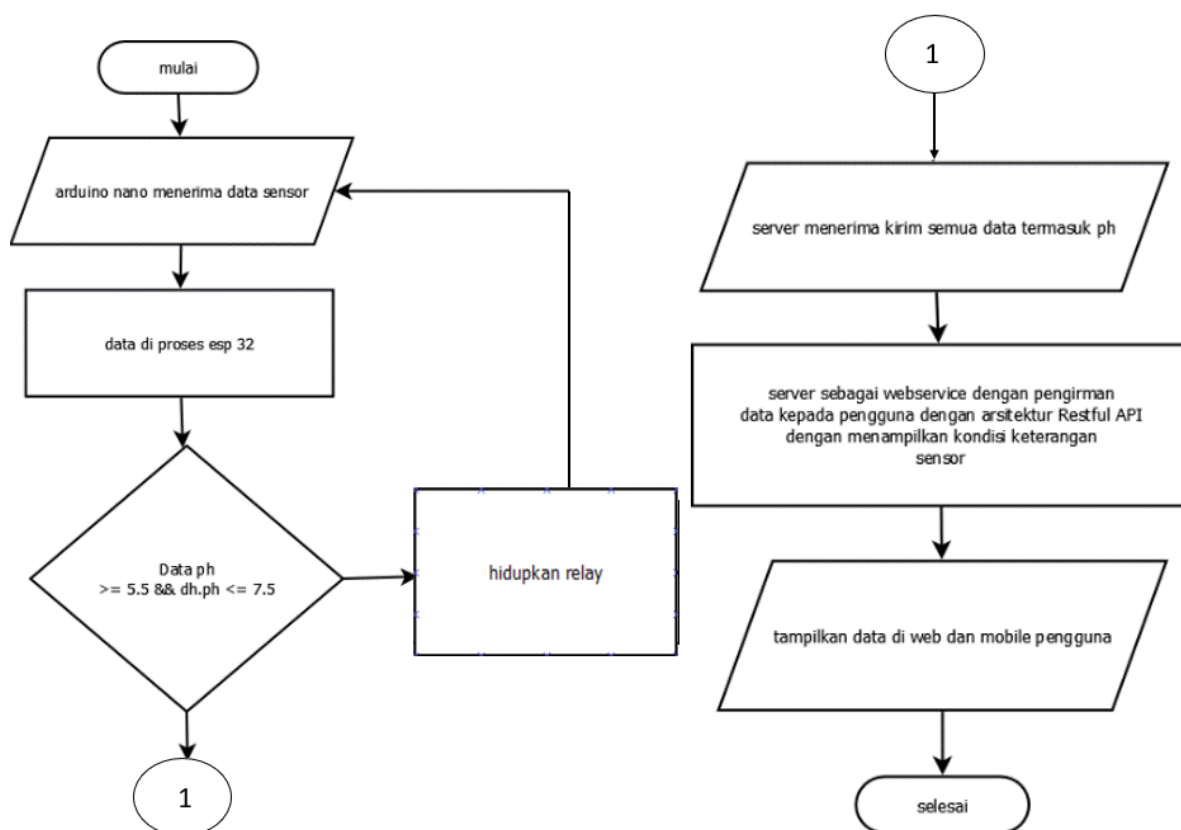 mulai
arduino nano menerima data sensor
data di proses esp 32
Data ph
>= 5.5 && dh.ph <= 7.5
hidupkan relay
1
1
server menerima kirim semua data termasuk ph
server sebagai webservice dengan pengirman
data kepada pengguna dengan arsitektur Restful API
dengan menampilkan kondisi keterangan
sensor
tampilkan data di web dan mobile pengguna
selesai